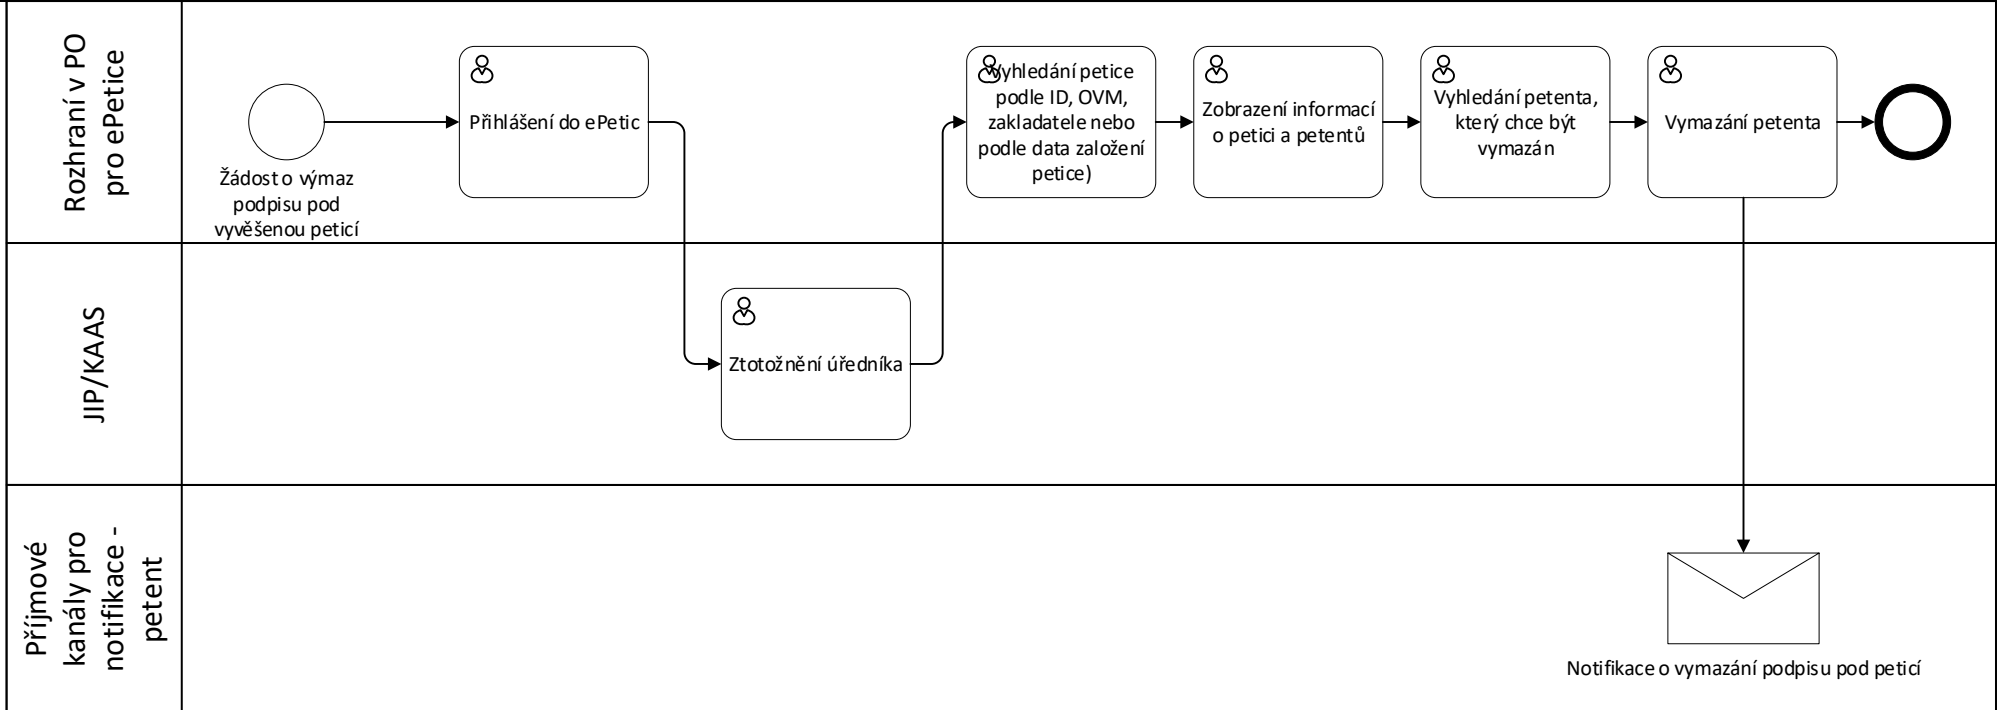 Rozhraní v PO
pro ePetice
Žádost o výmaz
podpisu pod
vyvěšenou peticí
Přihlášení do ePetic
Vyhledání petice
podle ID, OVM,
zakladatele nebo
podle data založení
petice)
Zobrazení informací
o petici a petentů
Vyhledání petenta,
který chce být
vymazán
Vymazání petenta
JIP/KAAS
Ztotožnění úředníka
Příjmové
kanály pro
notifikace -
petent
Notifikace o vymazání podpisu pod peticí